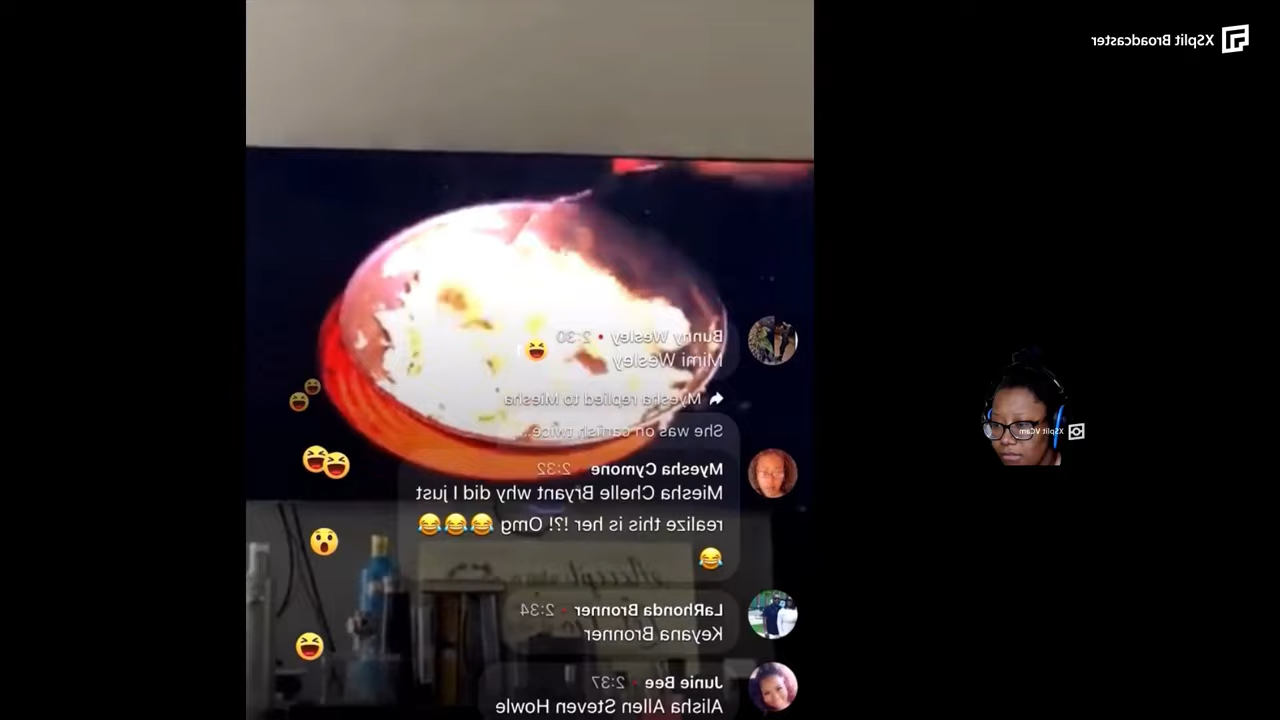 XSplit Broadcaster
Bunny Wesley • 2:30
Mimi Wesley 😆
Myesha replied to Miesha
She was on catfish twice...
Myesha Cymone • 2:32
Miesha Chelle Bryant why did I just
realize this is her !?! Omg 😂😂😂
😂
XSplit VCam
LaRhonda Bronner • 2:34
Keyana Bronner
Junie Bee • 2:37
Alisha Allen Steven Howle